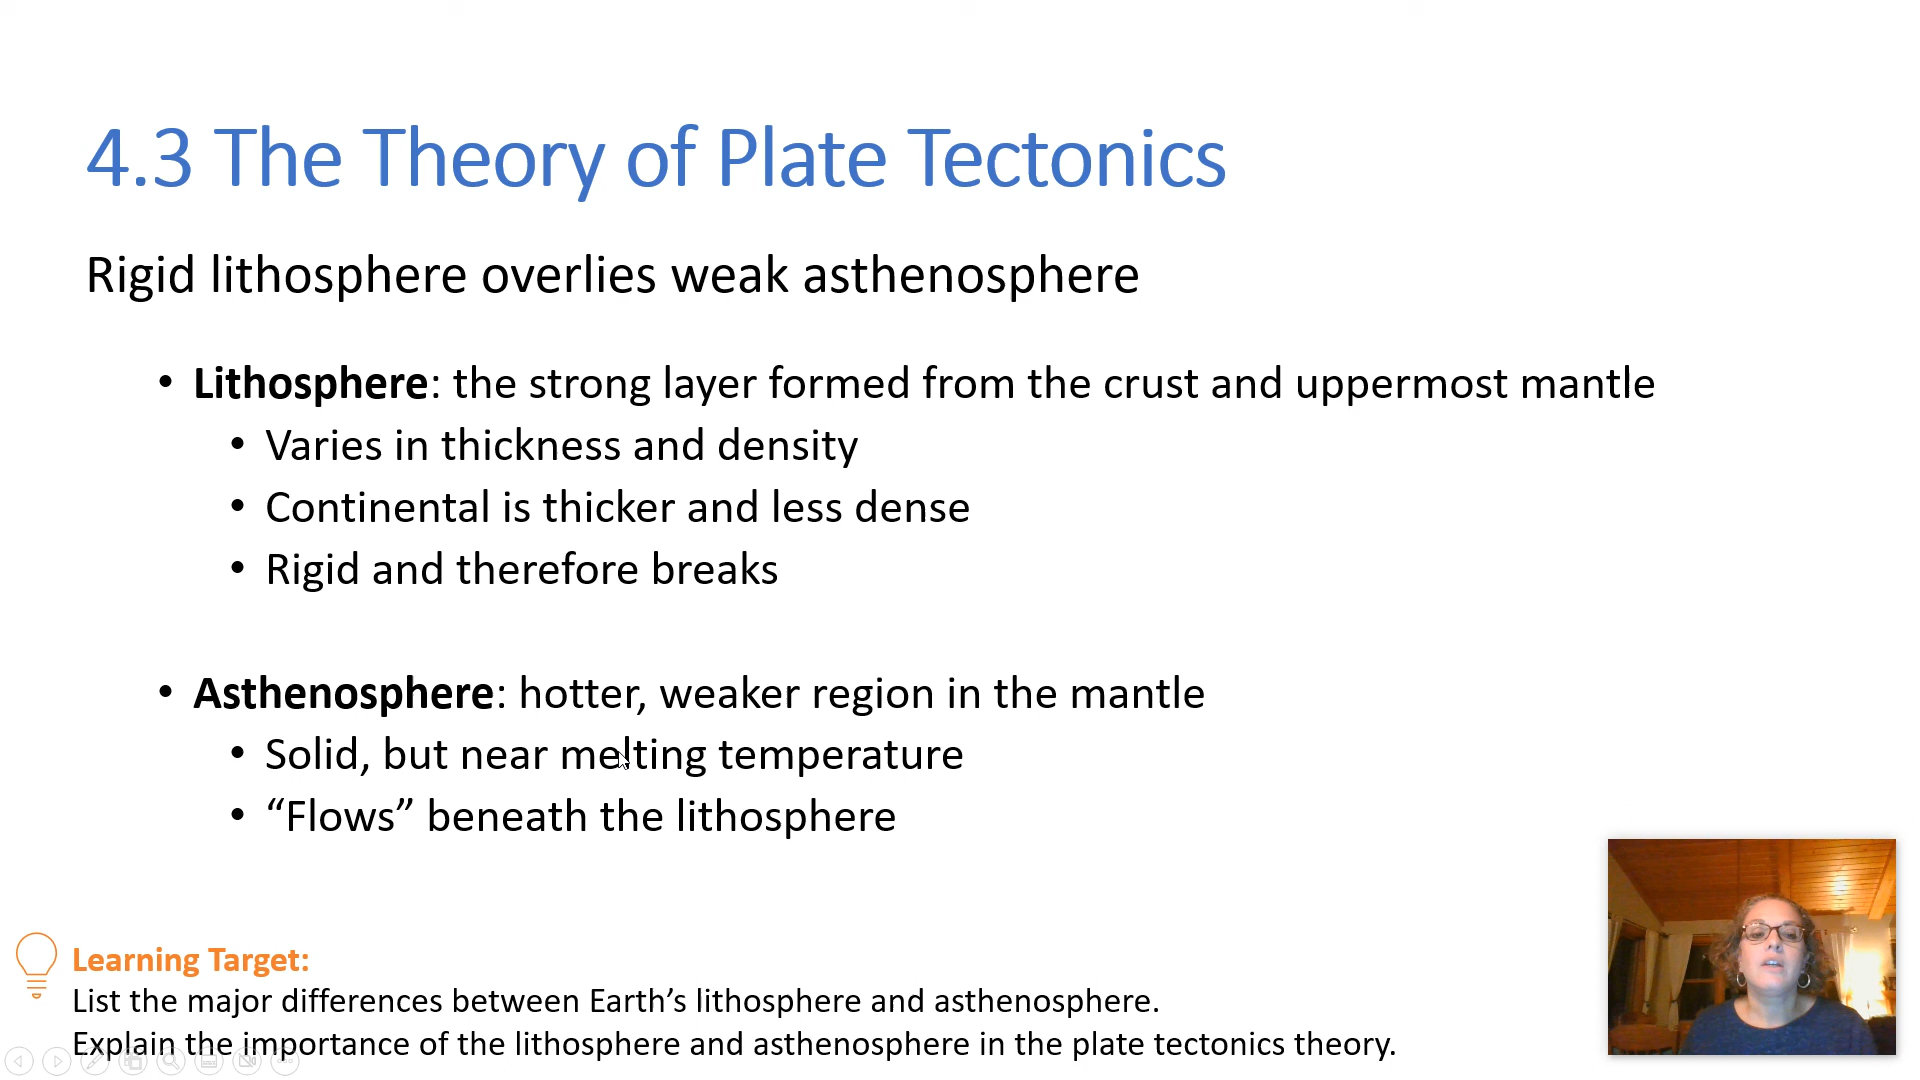 4.3 The Theory of Plate Tectonics
Rigid lithosphere overlies weak asthenosphere
• Lithosphere: the strong layer formed from the crust and uppermost mantle
• Varies in thickness and density
• Continental is thicker and less dense
• Rigid and therefore breaks
• Asthenosphere: hotter, weaker region in the mantle
• Solid, but near melting temperature
• “Flows” beneath the lithosphere
Learning Target:
List the major differences between Earth’s lithosphere and asthenosphere.
Explain the importance of the lithosphere and asthenosphere in the plate tectonics theory.